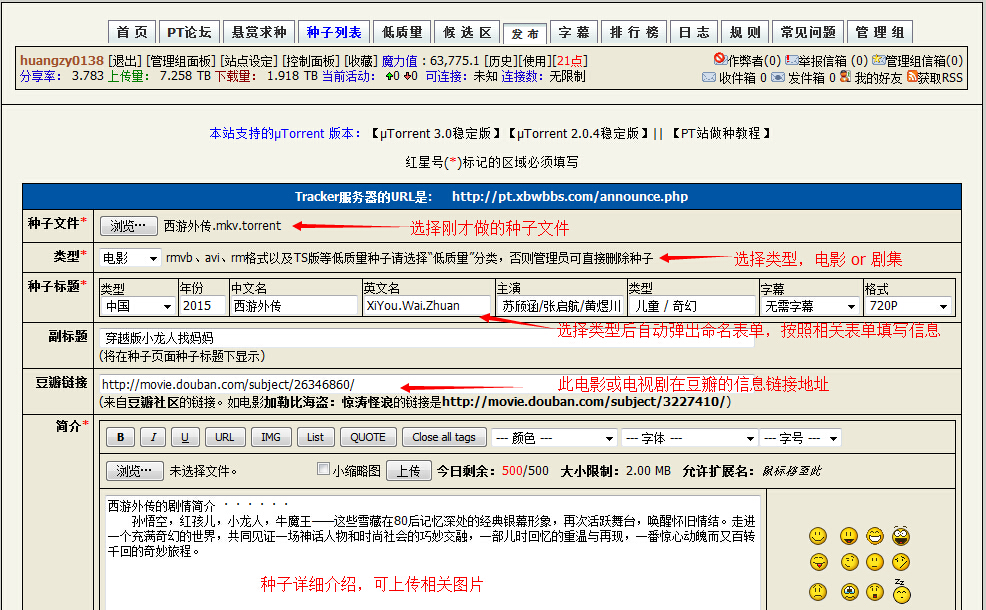 首 页 PT论坛 悬赏求种 种子列表 低质量 候 选 区 发 布 字 幕 排 行 榜 日 志 规 则 常见问题 管 理 组
huangzy0138 [退出] [管理组面板] [站点设定] [控制面板] [收藏] 魔力值 : 63,775.1 [历史][使用][21点] 作弊者(0) 举报信箱 (0) 管理组信箱(0)
分享率： 3.783 上传量： 7.258 TB 下载量： 1.918 TB 当前活动： 0 0 可连接：未知 连接数：无限制 收件箱 0 发件箱 0 我的好友 获取RSS
本站支持的μTorrent 版本：【μTorrent 3.0稳定版】【μTorrent 2.0.4稳定版】|| 【PT站做种教程】
红星号(*)标记的区域必须填写
Tracker服务器的URL是： http://pt.xbwbbs.com/announce.php
种子文件* 浏览… 西游外传.mkv.torrent 选择刚才做的种子文件
类型* 电影 rmvb、avi、rm格式以及TS版等低质量种子请选择“低质量”分类，否则管理员可直接删除种子 选择类型，电影 or 剧集
种子标题* 类型 年份 中文名 英文名 主演 类型 字幕 格式
中国 2015 西游外传 XiYou.Wai.Zhuan 苏颀涵/张启航/黄煜川 儿童 / 奇幻 无需字幕 720P
选择类型后自动弹出命名表单，按照相关表单填写信息
副标题 穿越版小龙人找妈妈
(将在种子页面种子标题下显示)
豆瓣链接 http://movie.douban.com/subject/26346860/ 此电影或电视剧在豆瓣的信息链接地址
(来自豆瓣社区的链接。如电影加勒比海盗：惊涛怪浪的链接是http://movie.douban.com/subject/3227410/)
简介* B I U URL IMG List QUOTE Close all tags --- 颜色 --- --- 字体 --- --- 字号 ---
浏览… 未选择文件。 小缩略图 上传 今日剩余：500/500 大小限制：2.00 MB 允许扩展名：鼠标移至此
西游外传的剧情简介 · · · · · ·
孙悟空，红孩儿，小龙人，牛魔王——这些雪藏在80后记忆深处的经典银幕形象，再次活跃舞台，唤醒怀旧情结。走进
一个充满奇幻的世界，共同见证一场神话人物和时尚社会的巧妙交融，一部儿时回忆的重温与再现，一番惊心动魄而又百转
千回的奇妙旅程。
种子详细介绍，可上传相关图片